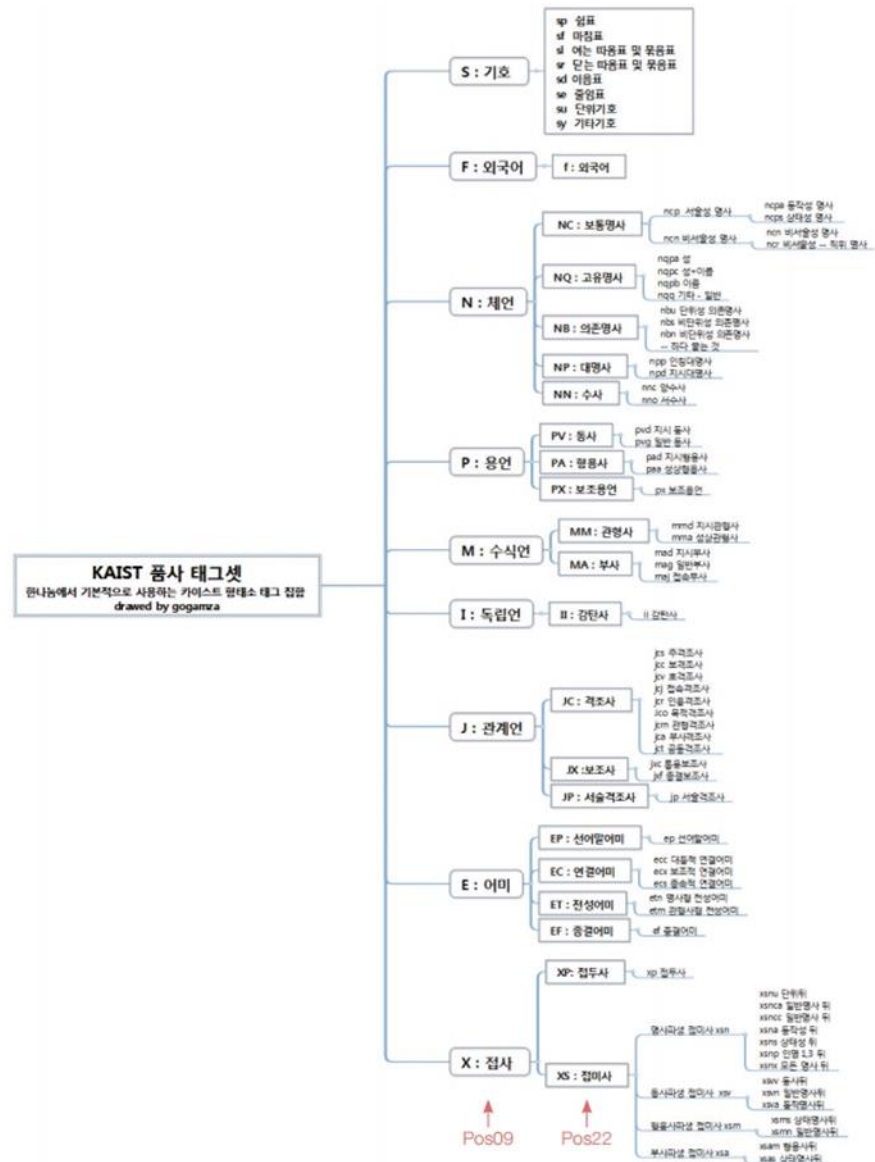 KAIST 품사 태그셋
한나눔에서 기본적으로 사용하는 카이스트 형태소 태그 집합
drawed by gogamza
S : 기호
sp 쉼표
sf 마침표
sl 여는 따옴표 및 묶음표
sr 닫는 따옴표 및 묶음표
sd 이음표
se 줄임표
su 단위기호
sy 기타기호
F : 외국어
f : 외국어
N : 체언
NC : 보통명사
ncp 서술성 명사
ncpa 동작성 명사
ncps 상태성 명사
ncn 비서술성 명사
ncn 비서술성 명사
ncr 비서술성 -- 직위 명사
NQ : 고유명사
nqpa 성
nqpc 성+이름
nqpb 이름
nqq 기타 - 일반
NB : 의존명사
nbu 단위성 의존명사
nbs 비단위성 의존명사
nbn 비단위성 의존명사
-- 하다 붙는 것
NP : 대명사
npp 인칭대명사
npd 지시대명사
NN : 수사
nnc 양수사
nno 서수사
P : 용언
PV : 동사
pvd 지시 동사
pvg 일반 동사
PA : 형용사
pad 지시형용사
paa 성상형용사
PX : 보조용언
px 보조용언
M : 수식언
MM : 관형사
mmd 지시관형사
mma 성상관형사
MA : 부사
mad 지시부사
mag 일반부사
maj 접속부사
I : 독립언
II : 감탄사
ii 감탄사
J : 관계언
JC : 격조사
jcs 주격조사
jcc 보격조사
jcv 호격조사
jcj 접속격조사
jcr 인용격조사
jco 목적격조사
jcm 관형격조사
jca 부사격조사
jct 공동격조사
JX :보조사
jxc 통용보조사
jxf 종결보조사
JP : 서술격조사
jp 서술격조사
E : 어미
EP : 선어말어미
ep 선어말어미
EC : 연결어미
ecc 대등적 연결어미
ecx 보조적 연결어미
ecs 종속적 연결어미
ET : 전성어미
etn 명사형 전성어미
etm 관형사형 전성어미
EF : 종결어미
ef 종결어미
X : 접사
XP: 접두사
xp 접두사
XS : 접미사
명사파생 접미사 xsn
xsnu 단위뒤
xsnca 일반명사 뒤
xsncc 일반명사 뒤
xsna 동작성 뒤
xsns 상태성 뒤
xsnp 인명 1,3 뒤
xsnx 모든 명사 뒤
동사파생 접미사 xsv
xsvv 동사뒤
xsvn 일반명사뒤
xsva 동작명사뒤
형용사파생 접미사 xsm
xsms 상태명사뒤
xsmn 일반명사뒤
부사파생 접미사 xsa
xsam 형용사뒤
xsas 상태명사뒤
Pos09
Pos22